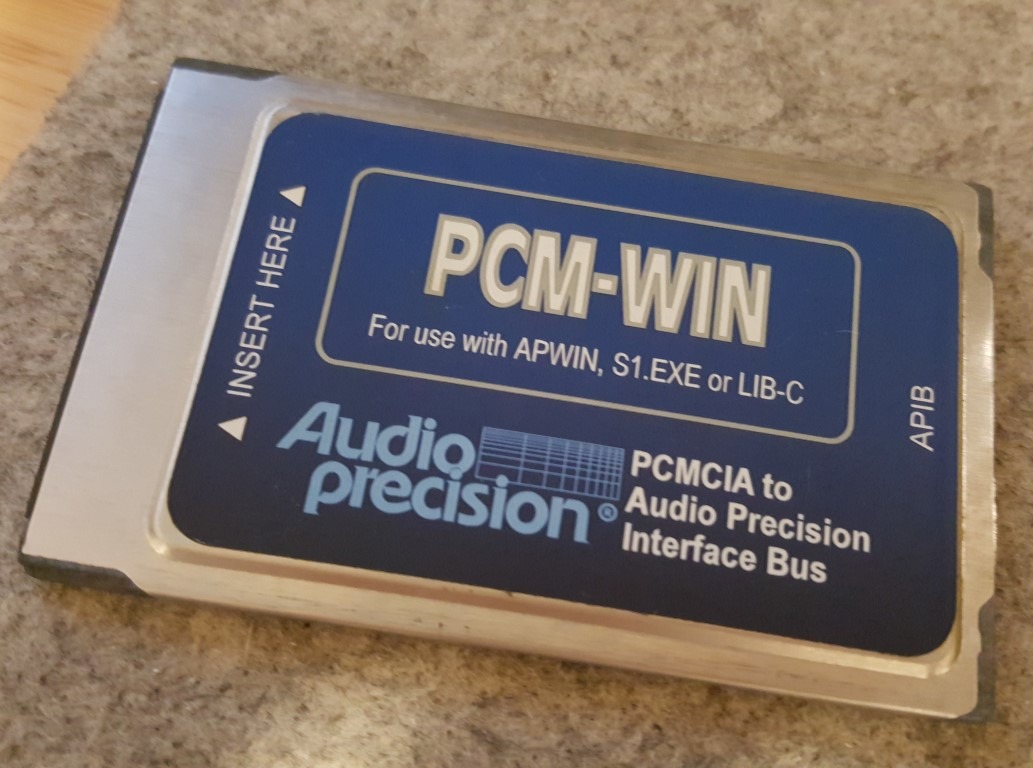 PCM-WIN
For use with APWIN, S1.EXE or LIB-C
INSERT HERE
Audio
precision®
PCMCIA to
Audio Precision
Interface Bus
APIB